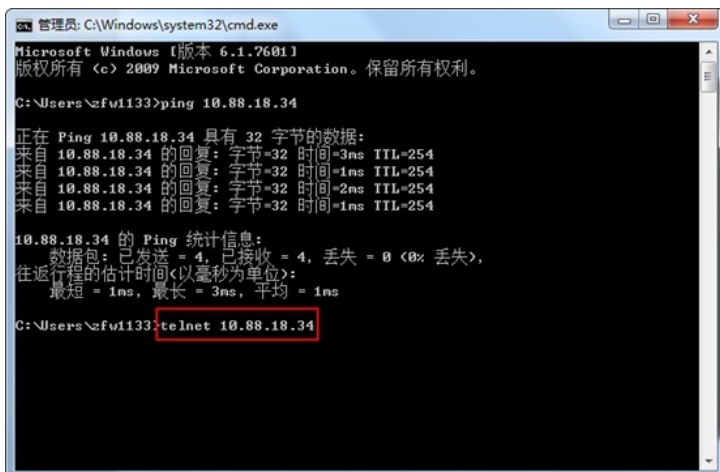 管理员: C:\Windows\system32\cmd.exe
Microsoft Windows [版本 6.1.7601]
版权所有 (c) 2009 Microsoft Corporation。保留所有权利。
C:\Users\zfw1133>ping 10.88.18.34
正在 Ping 10.88.18.34 具有 32 字节的数据:
来自 10.88.18.34 的回复: 字节=32 时间=3ms TTL=254
来自 10.88.18.34 的回复: 字节=32 时间=1ms TTL=254
来自 10.88.18.34 的回复: 字节=32 时间=2ms TTL=254
来自 10.88.18.34 的回复: 字节=32 时间=1ms TTL=254
10.88.18.34 的 Ping 统计信息:
数据包: 已发送 = 4, 已接收 = 4, 丢失 = 0 (0% 丢失),
往返行程的估计时间(以毫秒为单位):
最短 = 1ms, 最长 = 3ms, 平均 = 1ms
C:\Users\zfw1133>telnet 10.88.18.34